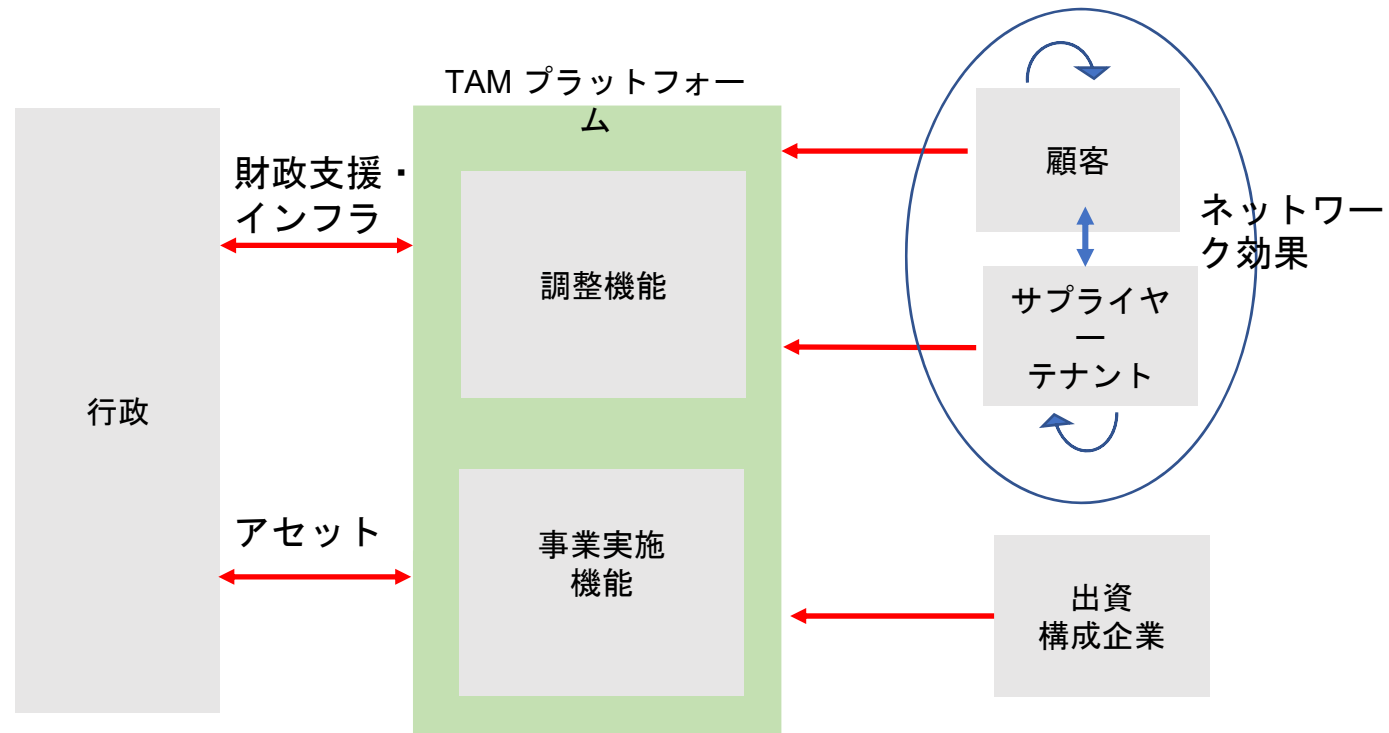 TAM プラットフォー
ム
行政
財政支援・
インフラ
アセット
調整機能
事業実施
機能
顧客
サプライヤ
ー
テナント
ネットワー
ク効果
出資
構成企業